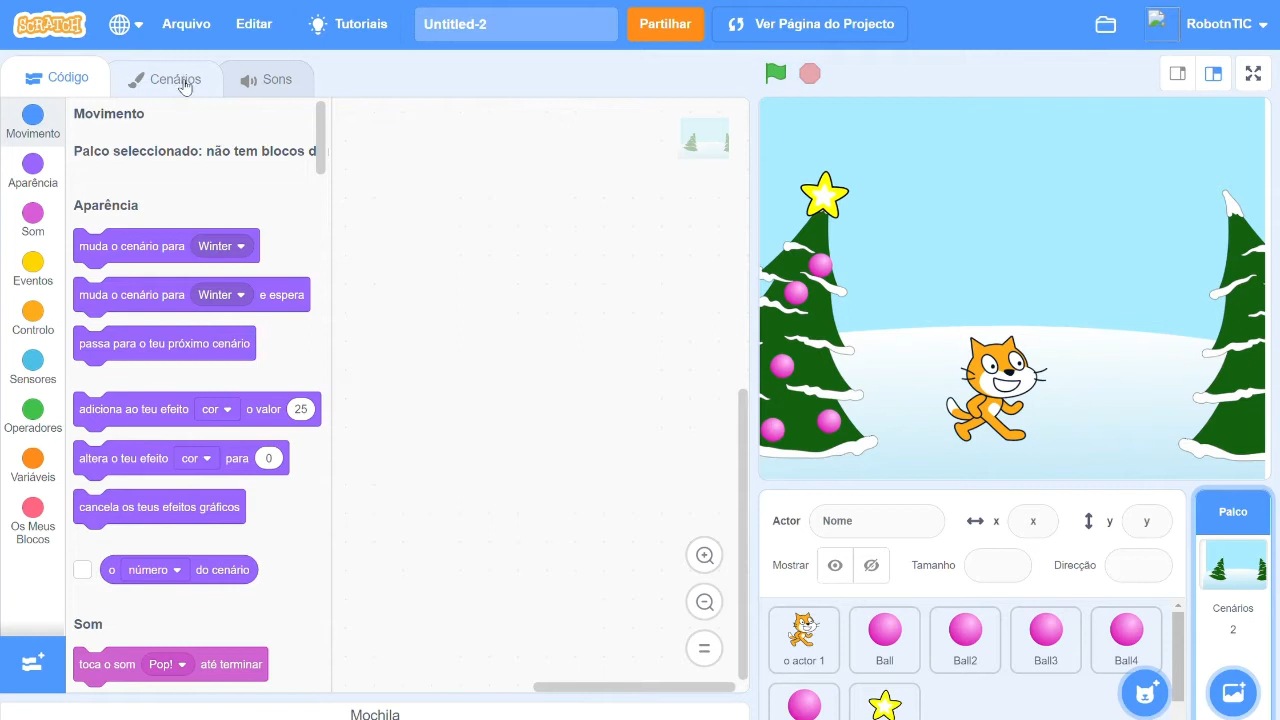 SCRATCH
Arquivo
Editar
Tutoriais
Untitled-2
Partilhar
Ver Página do Projecto
RobotnTIC
Código
Cenários
Sons
Movimento
Aparência
Som
Eventos
Controlo
Sensores
Operadores
Variáveis
Os Meus
Blocos
Movimento
Palco seleccionado: não tem blocos d
Aparência
muda o cenário para Winter
muda o cenário para Winter e espera
passa para o teu próximo cenário
adiciona ao teu efeito cor o valor 25
altera o teu efeito cor para 0
cancela os teus efeitos gráficos
o número do cenário
Som
toca o som Pop! até terminar
Mochila
Actor Nome x x y y
Mostrar Tamanho Direcção
o actor 1
Ball
Ball2
Ball3
Ball4
Palco
Cenários
2